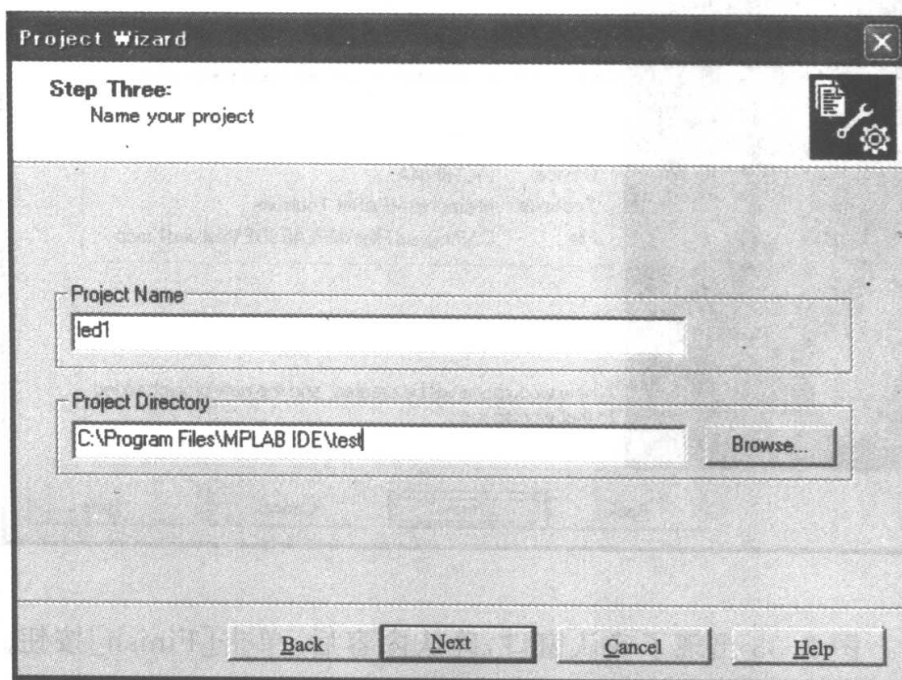 Project Wizard
Step Three:
Name your project
Project Name
led1
Project Directory
C:\Program Files\MPLAB IDE\test
Browse...
Back
Next
Cancel
Help